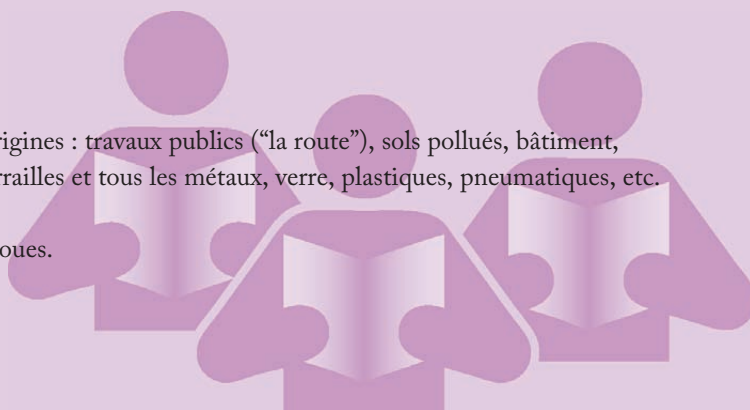 rigines : travaux publics (“la route”), sols pollués, bâtiment,
rrailles et tous les métaux, verre, plastiques, pneumatiques, etc.
oues.